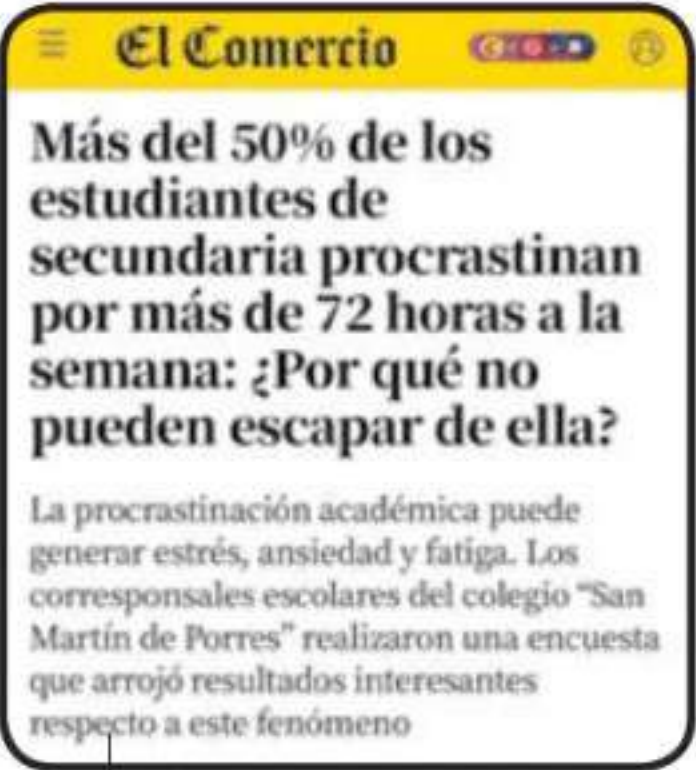 El Comercio
Más del 50% de los
estudiantes de
secundaria procrastinan
por más de 72 horas a la
semana: ¿Por qué no
pueden escapar de ella?
La procrastinación académica puede
generar estrés, ansiedad y fatiga. Los
corresponsales escolares del colegio “San
Martín de Porres” realizaron una encuesta
que arrojó resultados interesantes
respecto a este fenómeno